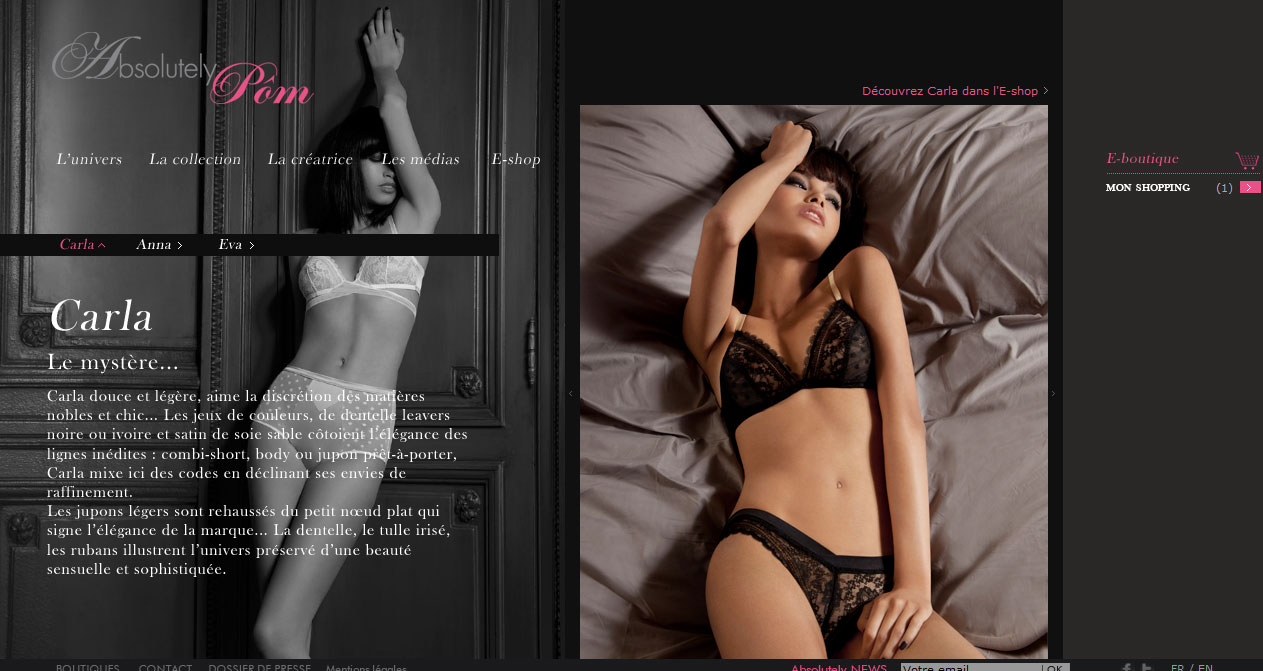 Absolutely Pôm
L'univers La collection La créatrice Les médias E-shop
Carla Anna Eva
Carla
Le mystère...
Carla douce et légère, aime la discrétion des matières
nobles et chic... Les jeux de couleurs, de dentelle leavers
noire ou ivoire et satin de soie sable côtoient l'élégance des
lignes inédites : combi-short, body ou jupon prêt-à-porter,
Carla mixe ici des codes en déclinant ses envies de
raffinement.
Les jupons légers sont rehaussés du petit nœud plat qui
signe l'élégance de la marque... La dentelle, le tulle irisé,
les rubans illustrent l'univers préservé d'une beauté
sensuelle et sophistiquée.
Découvrez Carla dans l'E-shop
E-boutique
MON SHOPPING (1)
BOUTIQUES CONTACT DOSSIER DE PRESSE Mentions légales
Absolutely NEWS Votre email OK
FR / EN